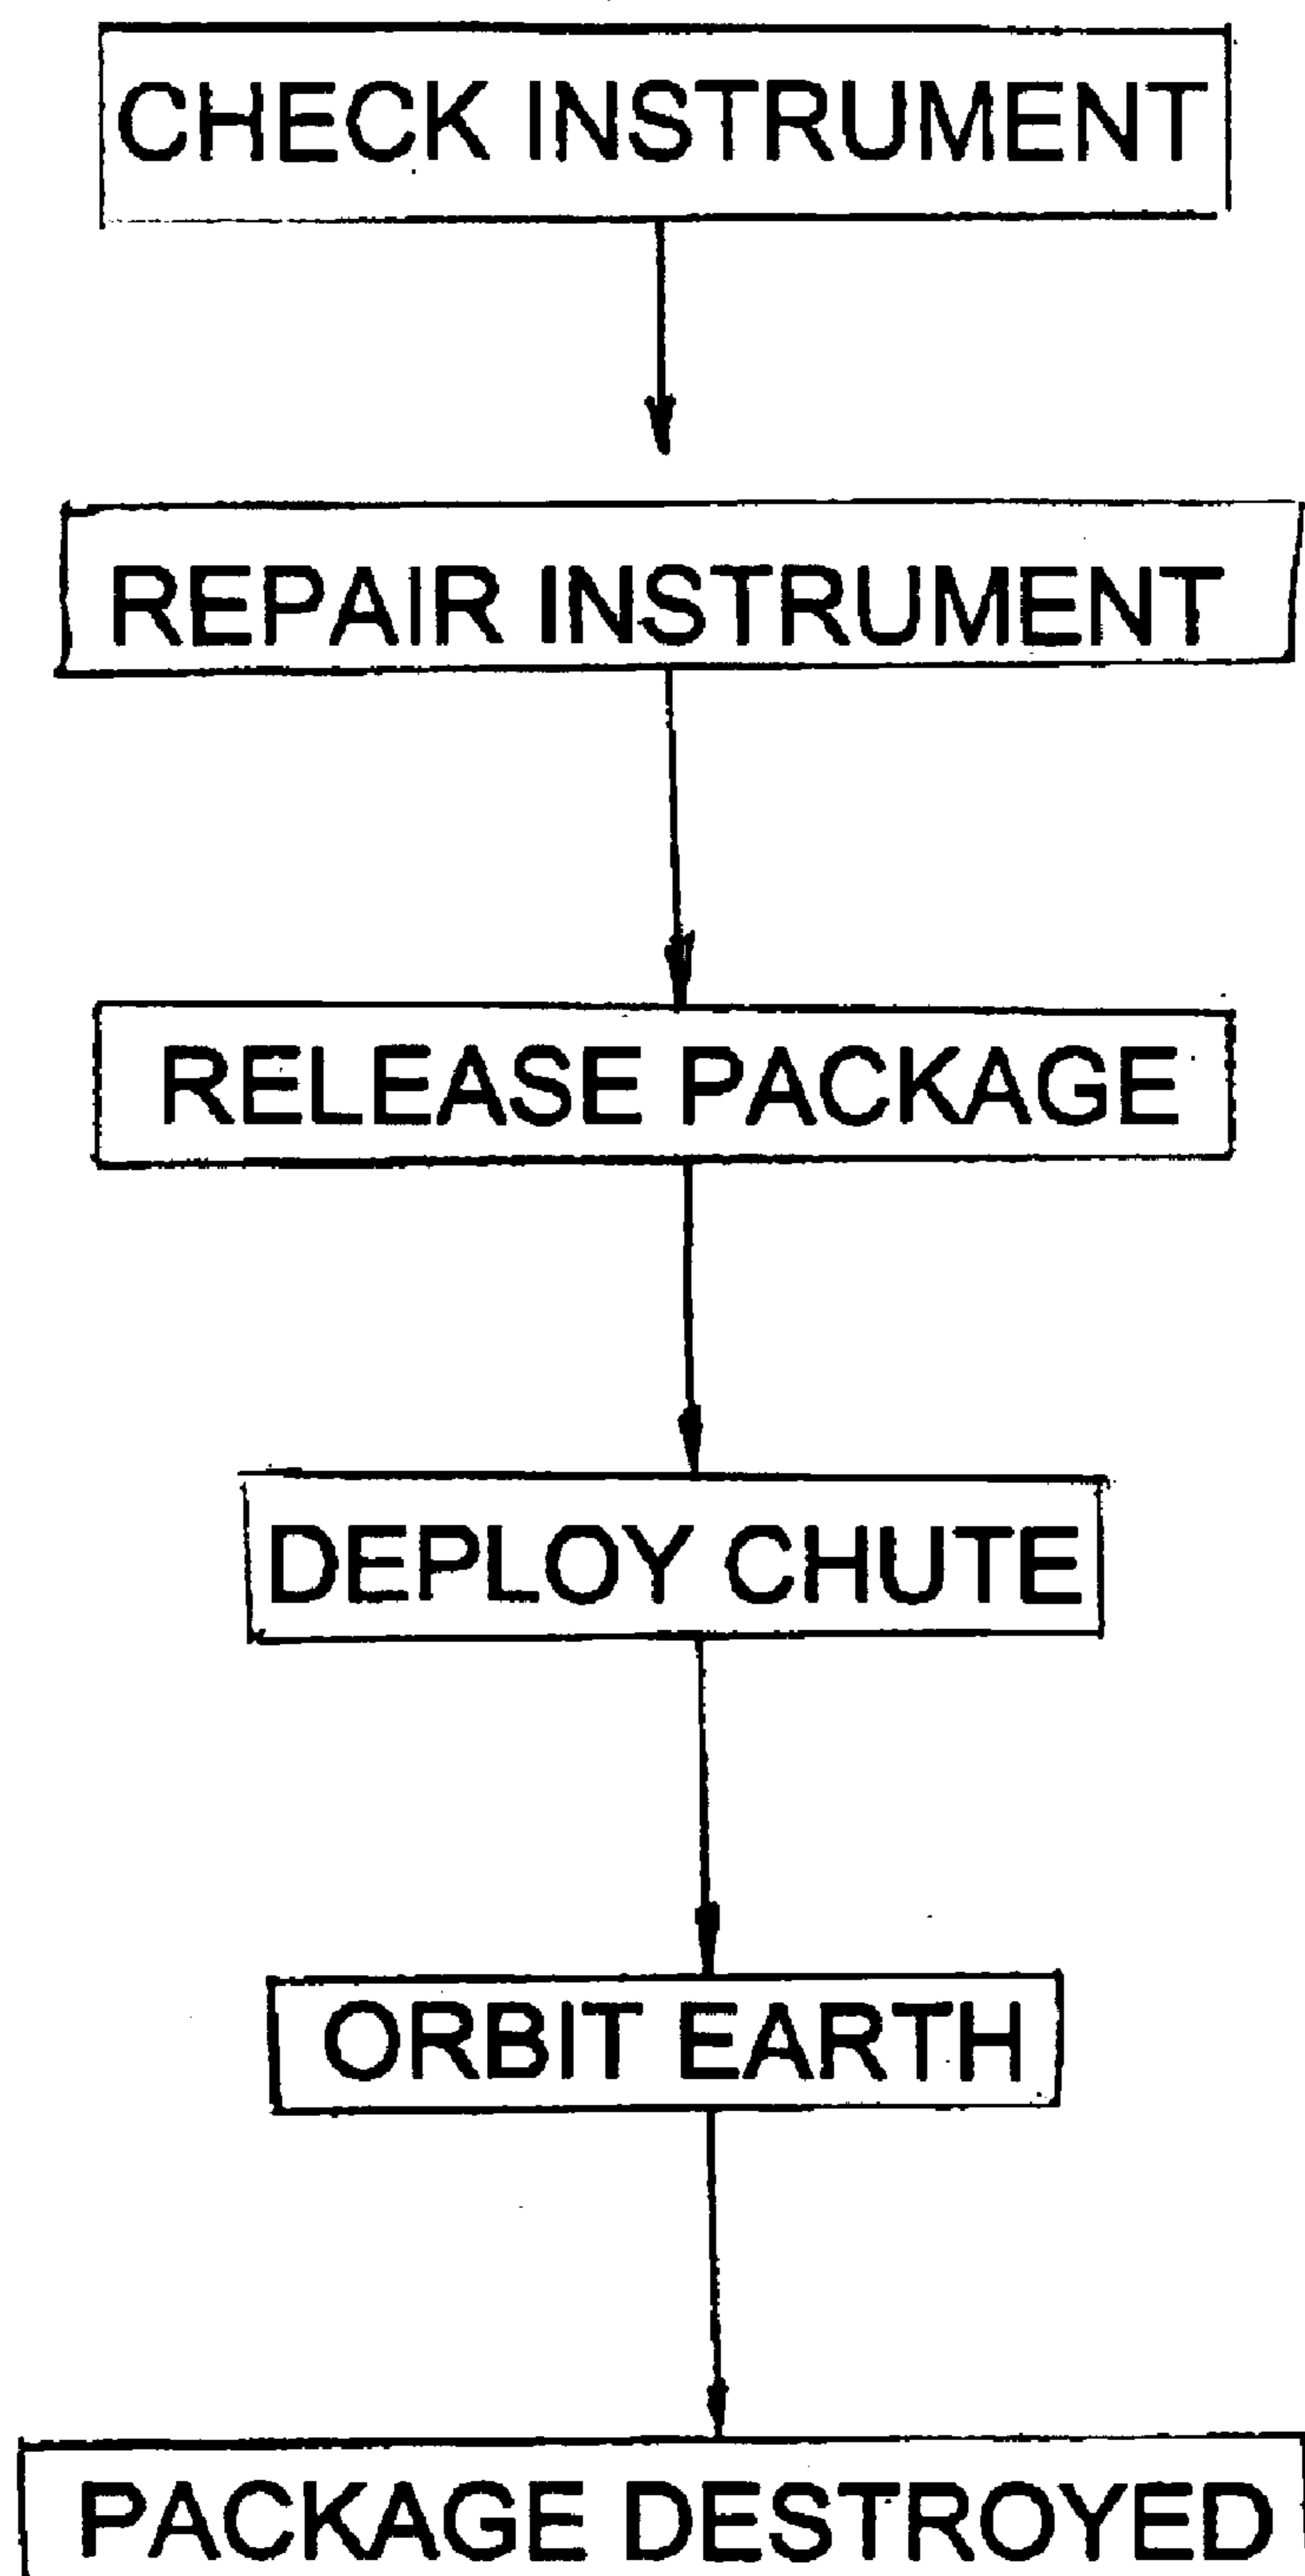 CHECK INSTRUMENT
REPAIR INSTRUMENT
RELEASE PACKAGE
DEPLOY CHUTE
ORBIT EARTH
PACKAGE DESTROYED